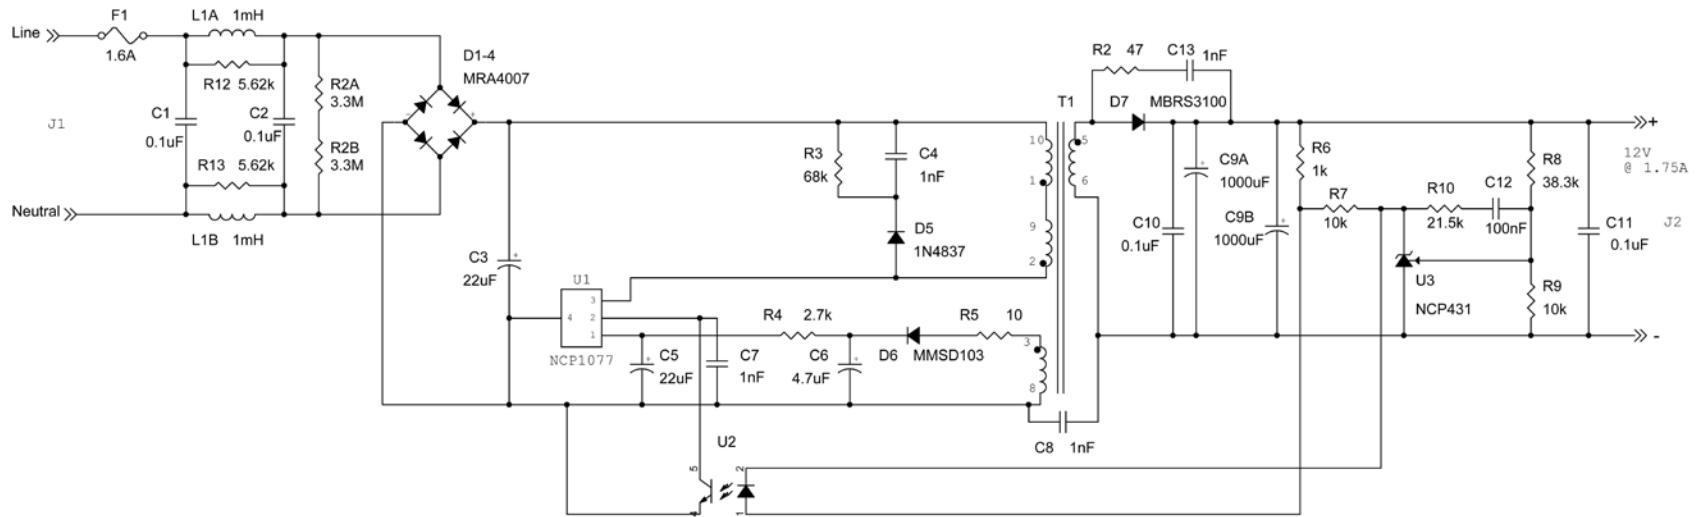 F1
L1A 1mH
Line
1.6A
D1-4
MRA4007
R12 5.62k
R2A
3.3M
C1
0.1uF
C2
0.1uF
J1
R13 5.62k
R2B
3.3M
Neutral
L1B 1mH
-
+
C3
22uF
+
R3
68k
C4
1nF
D5
1N4837
U1
3
4
2
1
NCP1077
R4 2.7k
R5 10
C5
22uF
+
C7
1nF
C6
4.7uF
+
D6 MMSD103
10
1
9
2
3
8
T1
5
6
R2 47
C13
1nF
D7 MBRS3100
C8 1nF
U2
5
4
2
1
C10
0.1uF
C9A
1000uF
+
C9B
1000uF
+
R6
1k
R7
10k
R10
21.5k
C12
100nF
R8
38.3k
U3
NCP431
R9
10k
C11
0.1uF
+
12V
@ 1.75A
J2
-